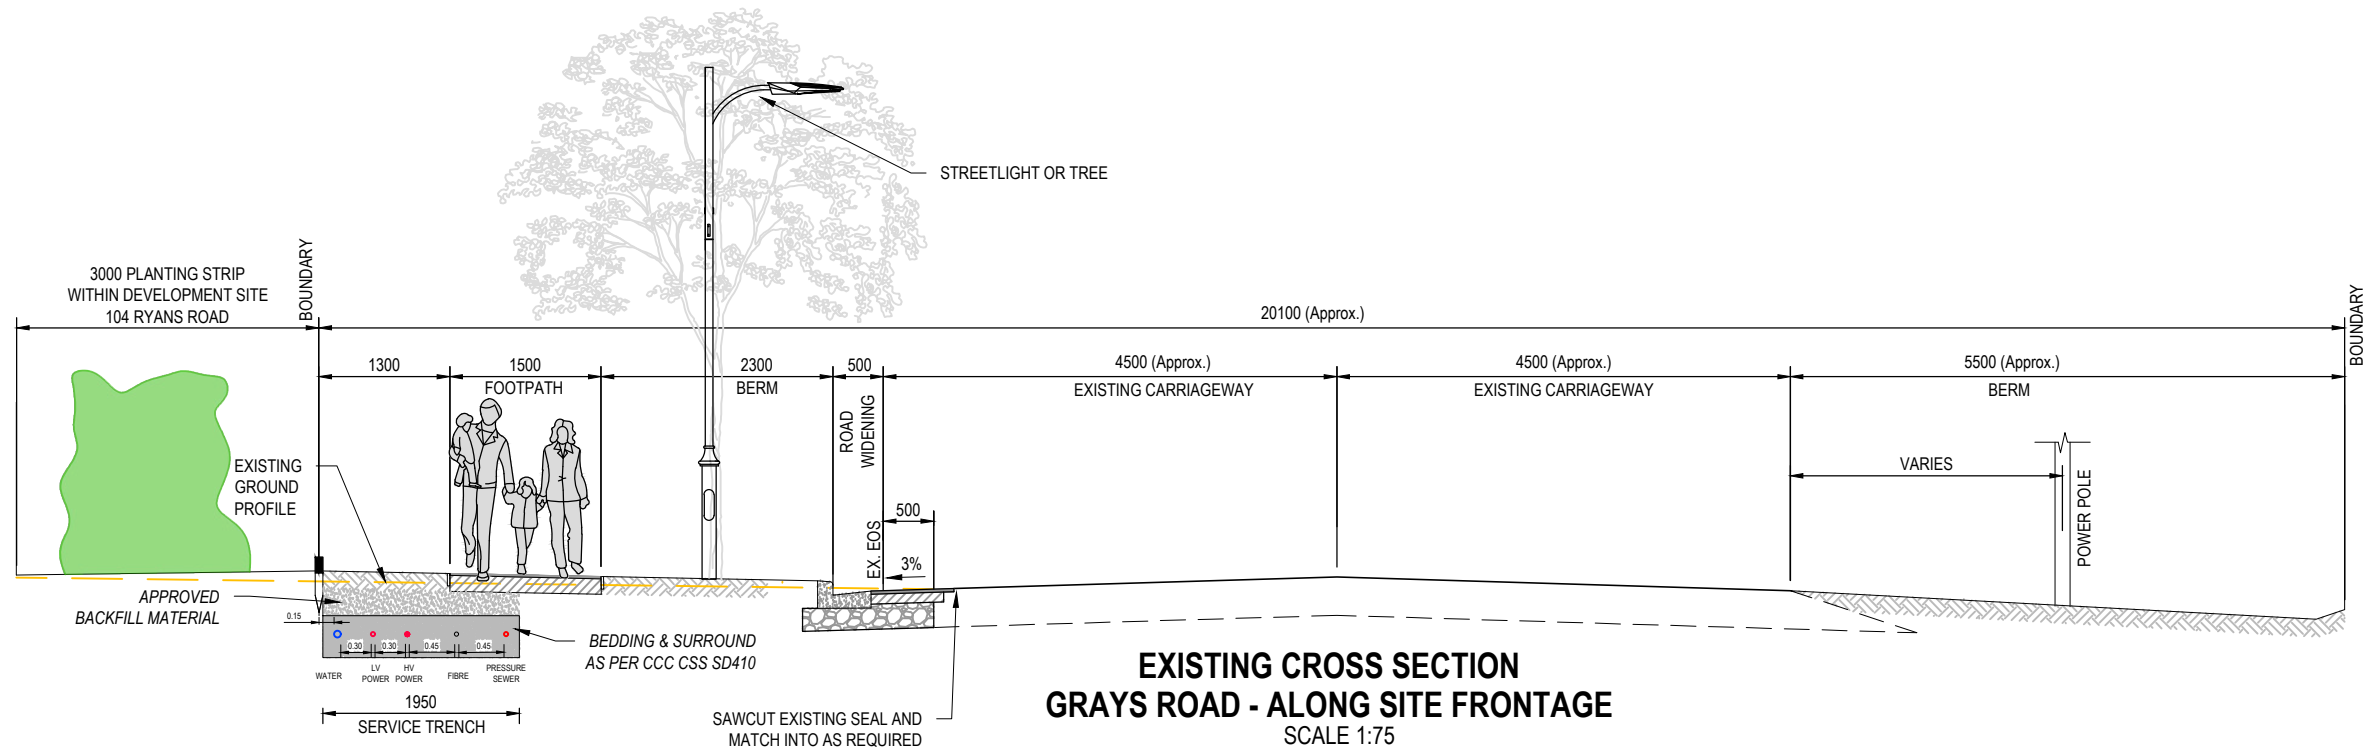 STREETLIGHT OR TREE
3000 PLANTING STRIP
WITHIN DEVELOPMENT SITE
104 RYANS ROAD
BOUNDARY
20100 (Approx.)
BOUNDARY
1300
1500
FOOTPATH
2300
BERM
500
ROAD
WIDENING
4500 (Approx.)
EXISTING CARRIAGEWAY
4500 (Approx.)
EXISTING CARRIAGEWAY
5500 (Approx.)
BERM
EXISTING
GROUND
PROFILE
VARIES
POWER POLE
EX. EOS
500
3%
APPROVED
BACKFILL MATERIAL
0.15
0.30
0.30
0.45
0.45
WATER
LV
POWER
HV
POWER
FIBRE
PRESSURE
SEWER
BEDDING & SURROUND
AS PER CCC CSS SD410
1950
SERVICE TRENCH
SAWCUT EXISTING SEAL AND
MATCH INTO AS REQUIRED
EXISTING CROSS SECTION
GRAYS ROAD - ALONG SITE FRONTAGE
SCALE 1:75